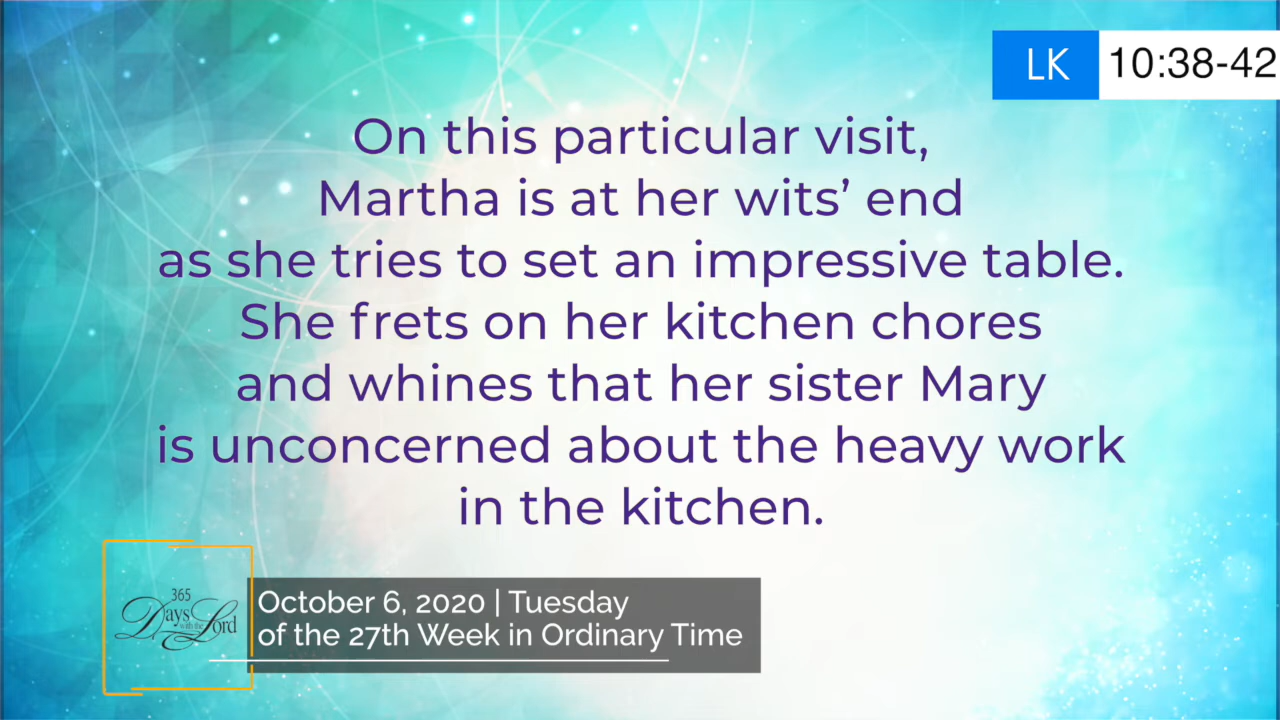 LK 10:38-42
On this particular visit,
Martha is at her wits’ end
as she tries to set an impressive table.
She frets on her kitchen chores
and whines that her sister Mary
is unconcerned about the heavy work
in the kitchen.
365
Days with the Lord
October 6, 2020 | Tuesday
of the 27th Week in Ordinary Time